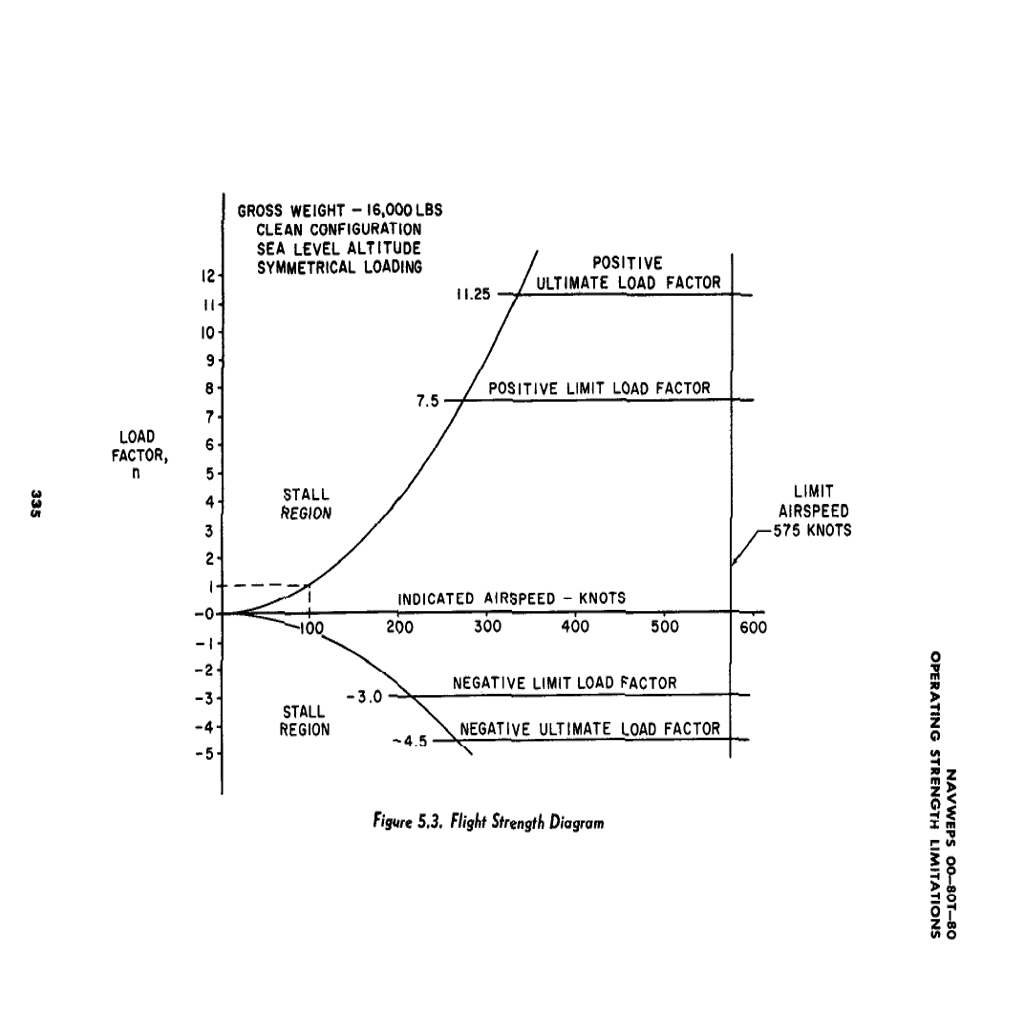 GROSS WEIGHT – 16,000 LBS
CLEAN CONFIGURATION
SEA LEVEL ALTITUDE
SYMMETRICAL LOADING
POSITIVE
ULTIMATE LOAD FACTOR
11.25
POSITIVE LIMIT LOAD FACTOR
7.5
12
11
10
9
8
7
6
5
4
3
2
1
-0
-1
-2
-3
-4
-5
LOAD
FACTOR,
n
STALL
REGION
LIMIT
AIRSPEED
575 KNOTS
INDICATED AIRSPEED – KNOTS
100 200 300 400 500 600
NEGATIVE LIMIT LOAD FACTOR
-3.0
STALL
REGION
NEGATIVE ULTIMATE LOAD FACTOR
-4.5
Figure 5.3. Flight Strength Diagram
335
NAVWEPS 00–80T–80
OPERATING STRENGTH LIMITATIONS